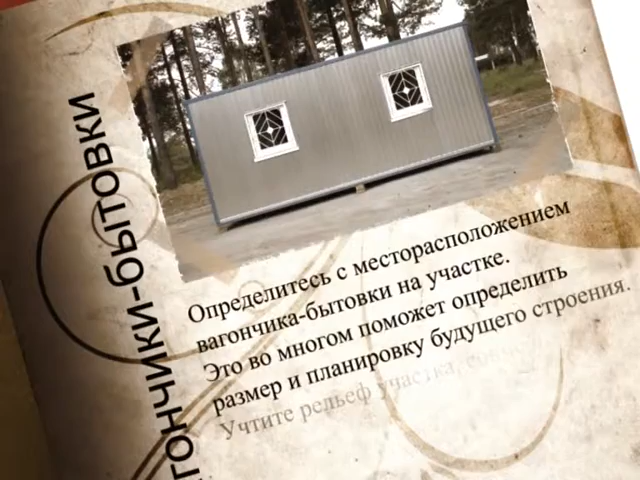 гончики-бытовки
Определитесь с месторасположением
вагончика-бытовки на участке.
Это во многом поможет определить
размер и планировку будущего строения.
Учтите рельеф участка,